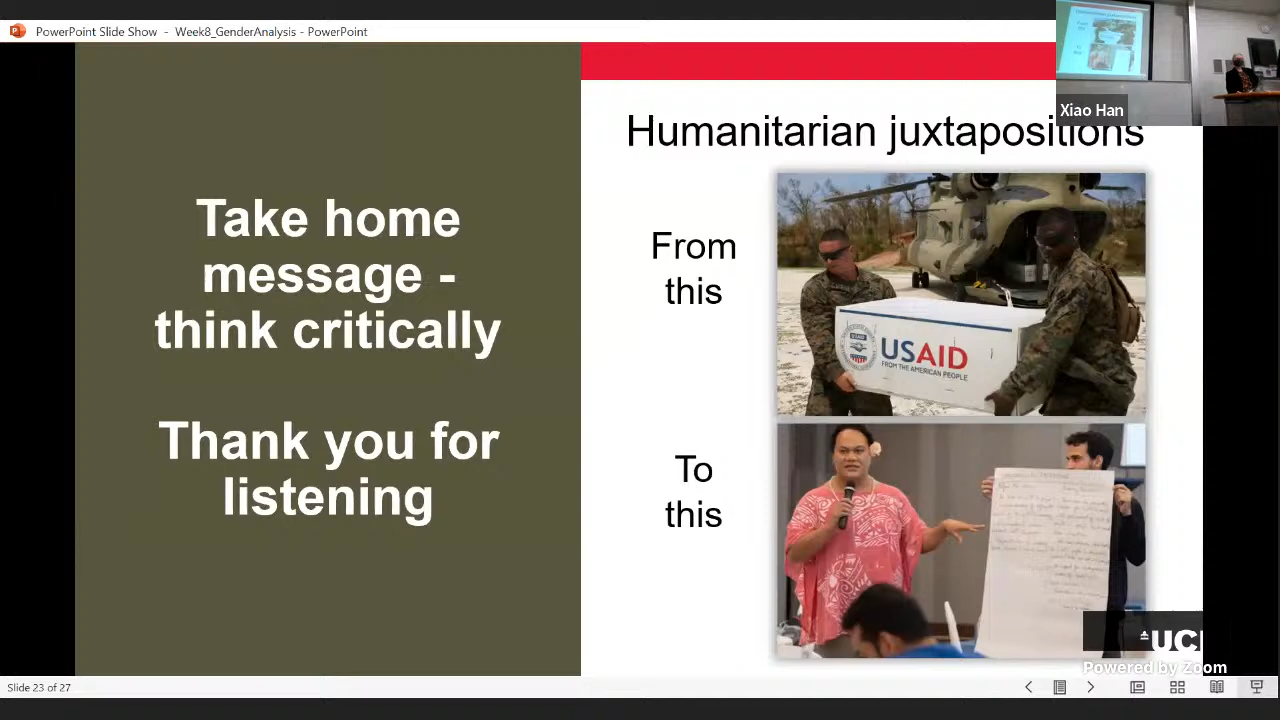 PowerPoint Slide Show - Week8_GenderAnalysis - PowerPoint
Xiao Han
Take home
message -
think critically
Thank you for
listening
Humanitarian juxtapositions
From
this
USAID
FROM THE AMERICAN PEOPLE
To
this
UCL
Powered by Zoom
Slide 23 of 27